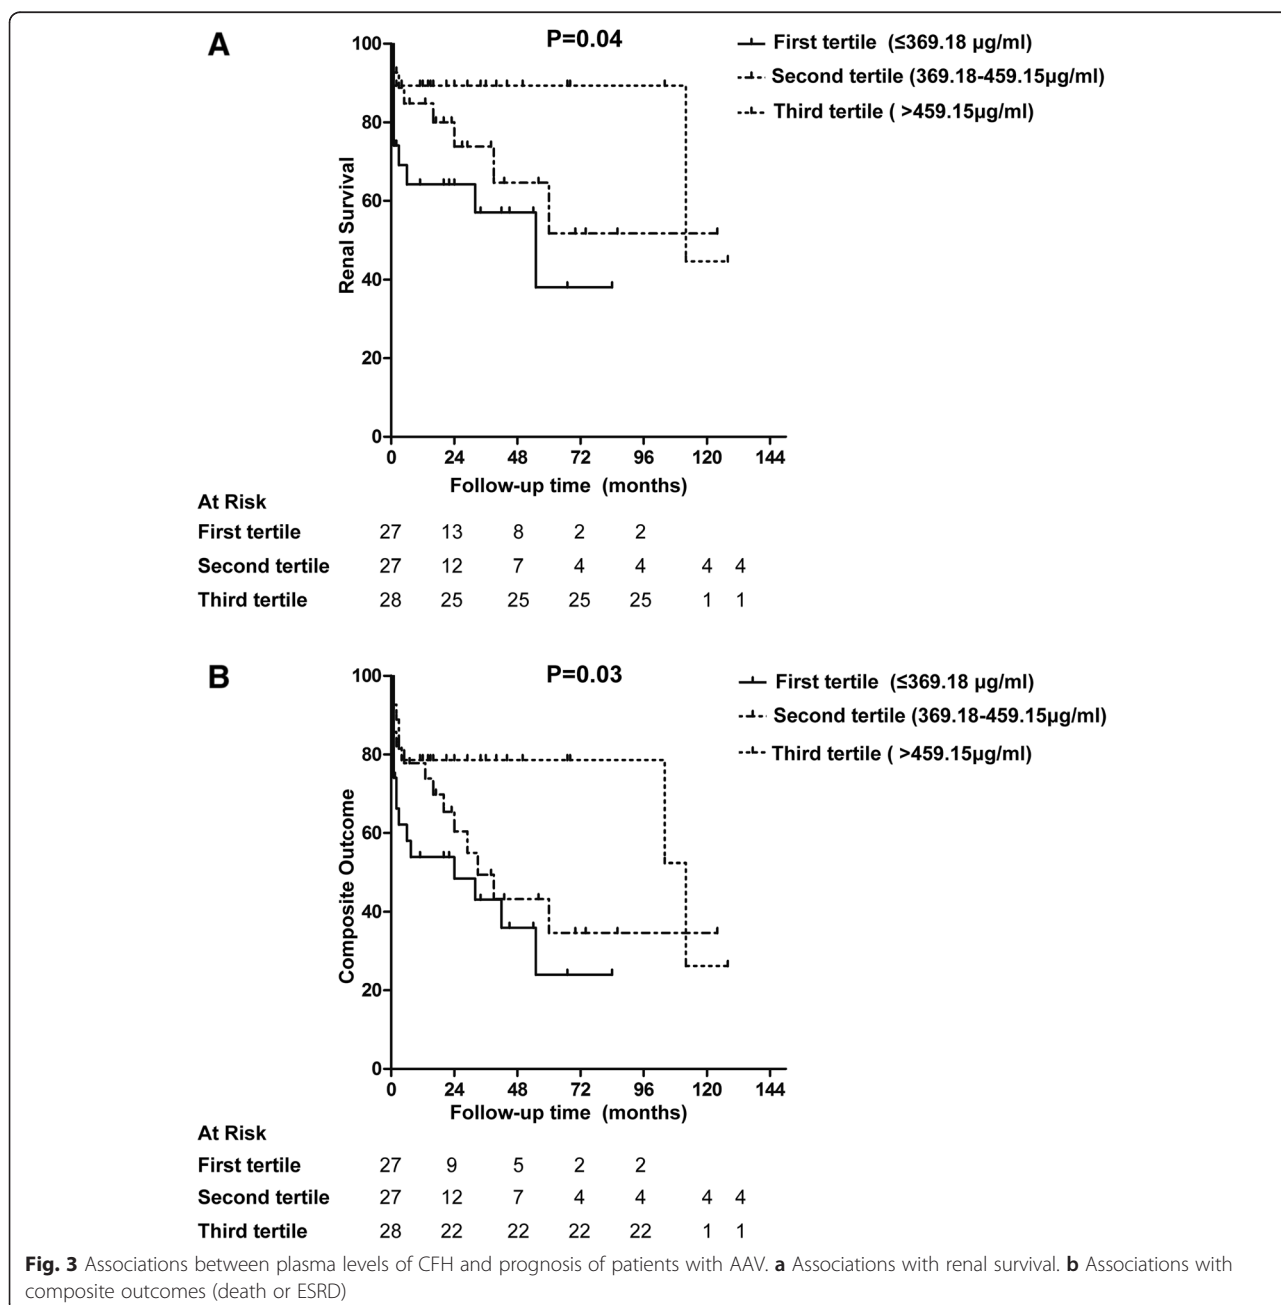 A
P=0.04
First tertile (≤369.18 µg/ml)
Second tertile (369.18-459.15µg/ml)
Third tertile ( >459.15µg/ml)
100
80
60
40
20
0
Renal Survival
0 24 48 72 96 120 144
Follow-up time (months)
At Risk
First tertile 27 13 8 2 2
Second tertile 27 12 7 4 4 4 4
Third tertile 28 25 25 25 25 1 1
B
P=0.03
First tertile (≤369.18 µg/ml)
Second tertile (369.18-459.15µg/ml)
Third tertile ( >459.15µg/ml)
100
80
60
40
20
0
Composite Outcome
0 24 48 72 96 120 144
Follow-up time (months)
At Risk
First tertile 27 9 5 2 2
Second tertile 27 12 7 4 4 4 4
Third tertile 28 22 22 22 22 1 1
Fig. 3 Associations between plasma levels of CFH and prognosis of patients with AAV. a Associations with renal survival. b Associations with
composite outcomes (death or ESRD)